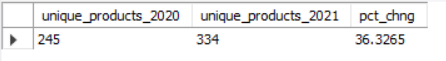 unique_products_2020 unique_products_2021 pct_chng
245 334 36.3265